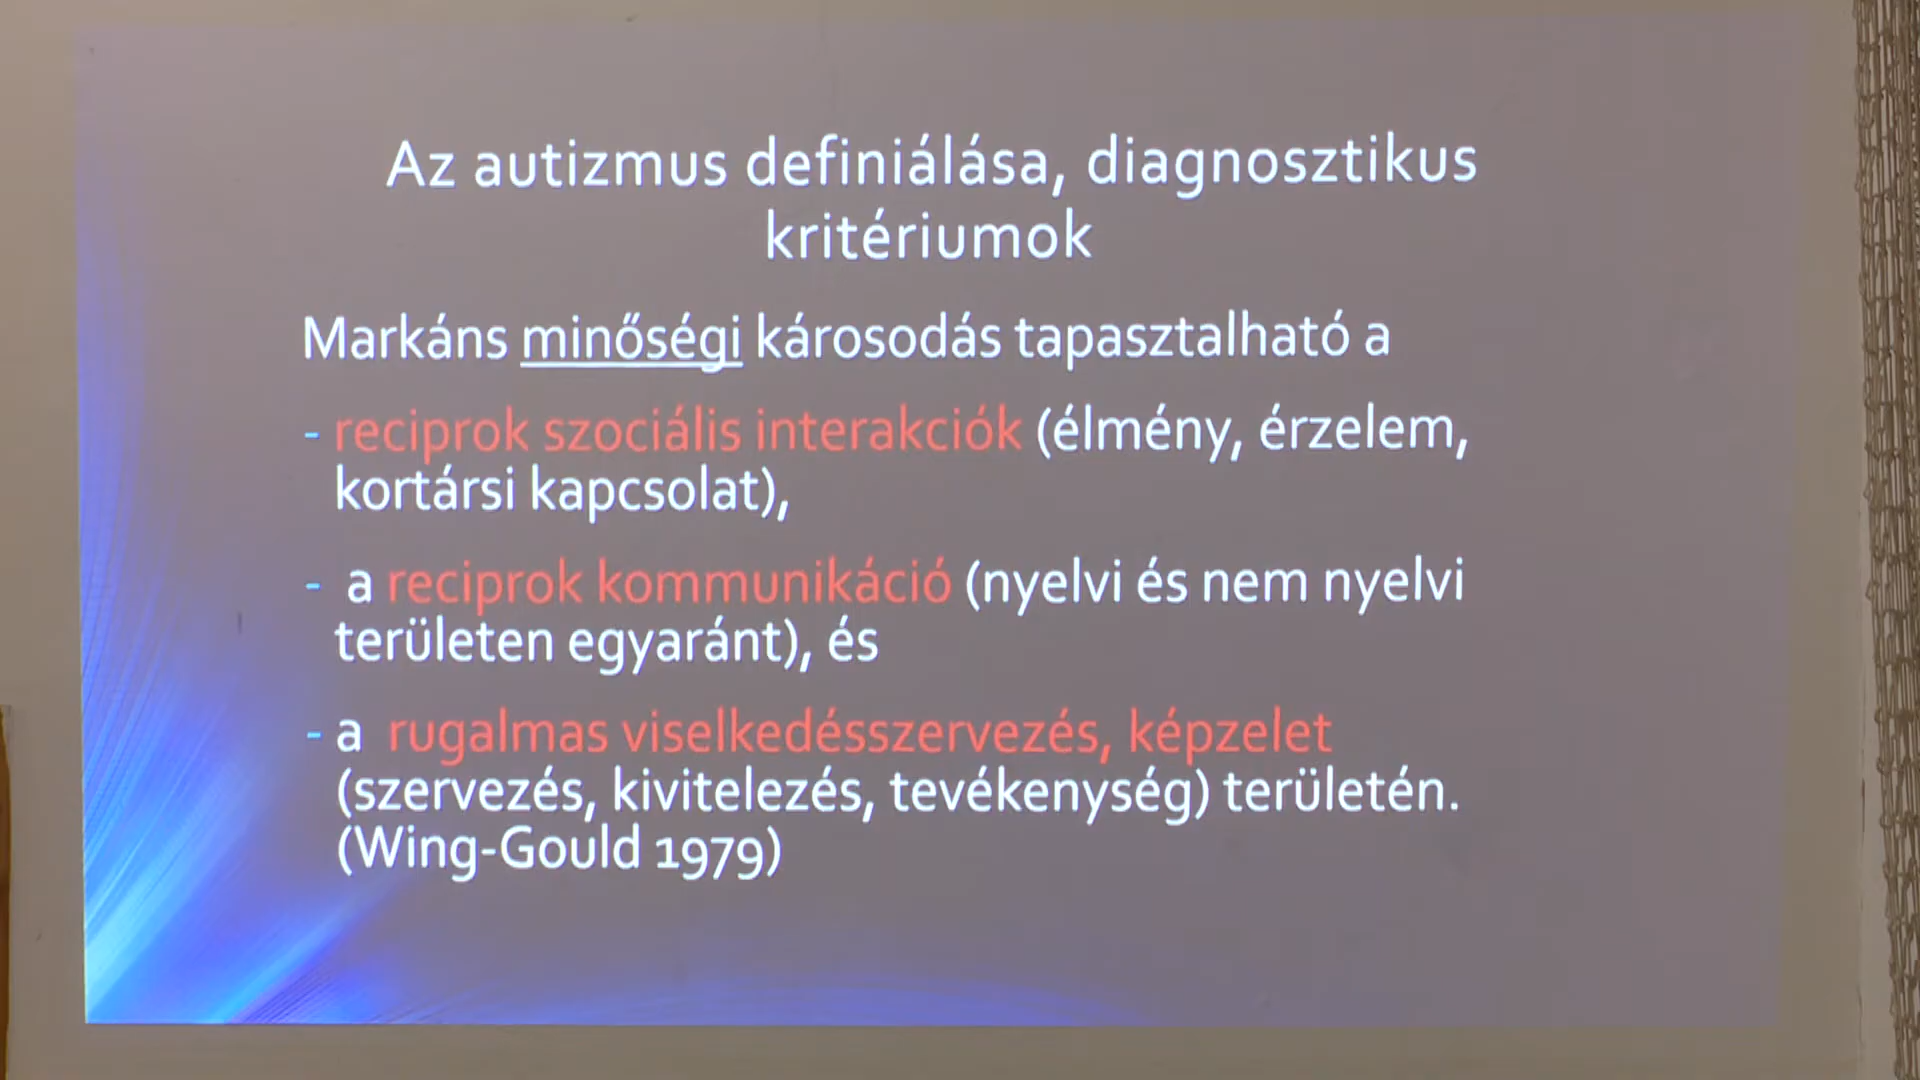 Az autizmus definiálása, diagnosztikus
kritériumok
Markáns minőségi károsodás tapasztalható a
- reciprok szociális interakciók (élmény, érzelem,
kortársi kapcsolat),
- a reciprok kommunikáció (nyelvi és nem nyelvi
területen egyaránt), és
- a rugalmas viselkedésszervezés, képzelet
(szervezés, kivitelezés, tevékenység) területén.
(Wing-Gould 1979)